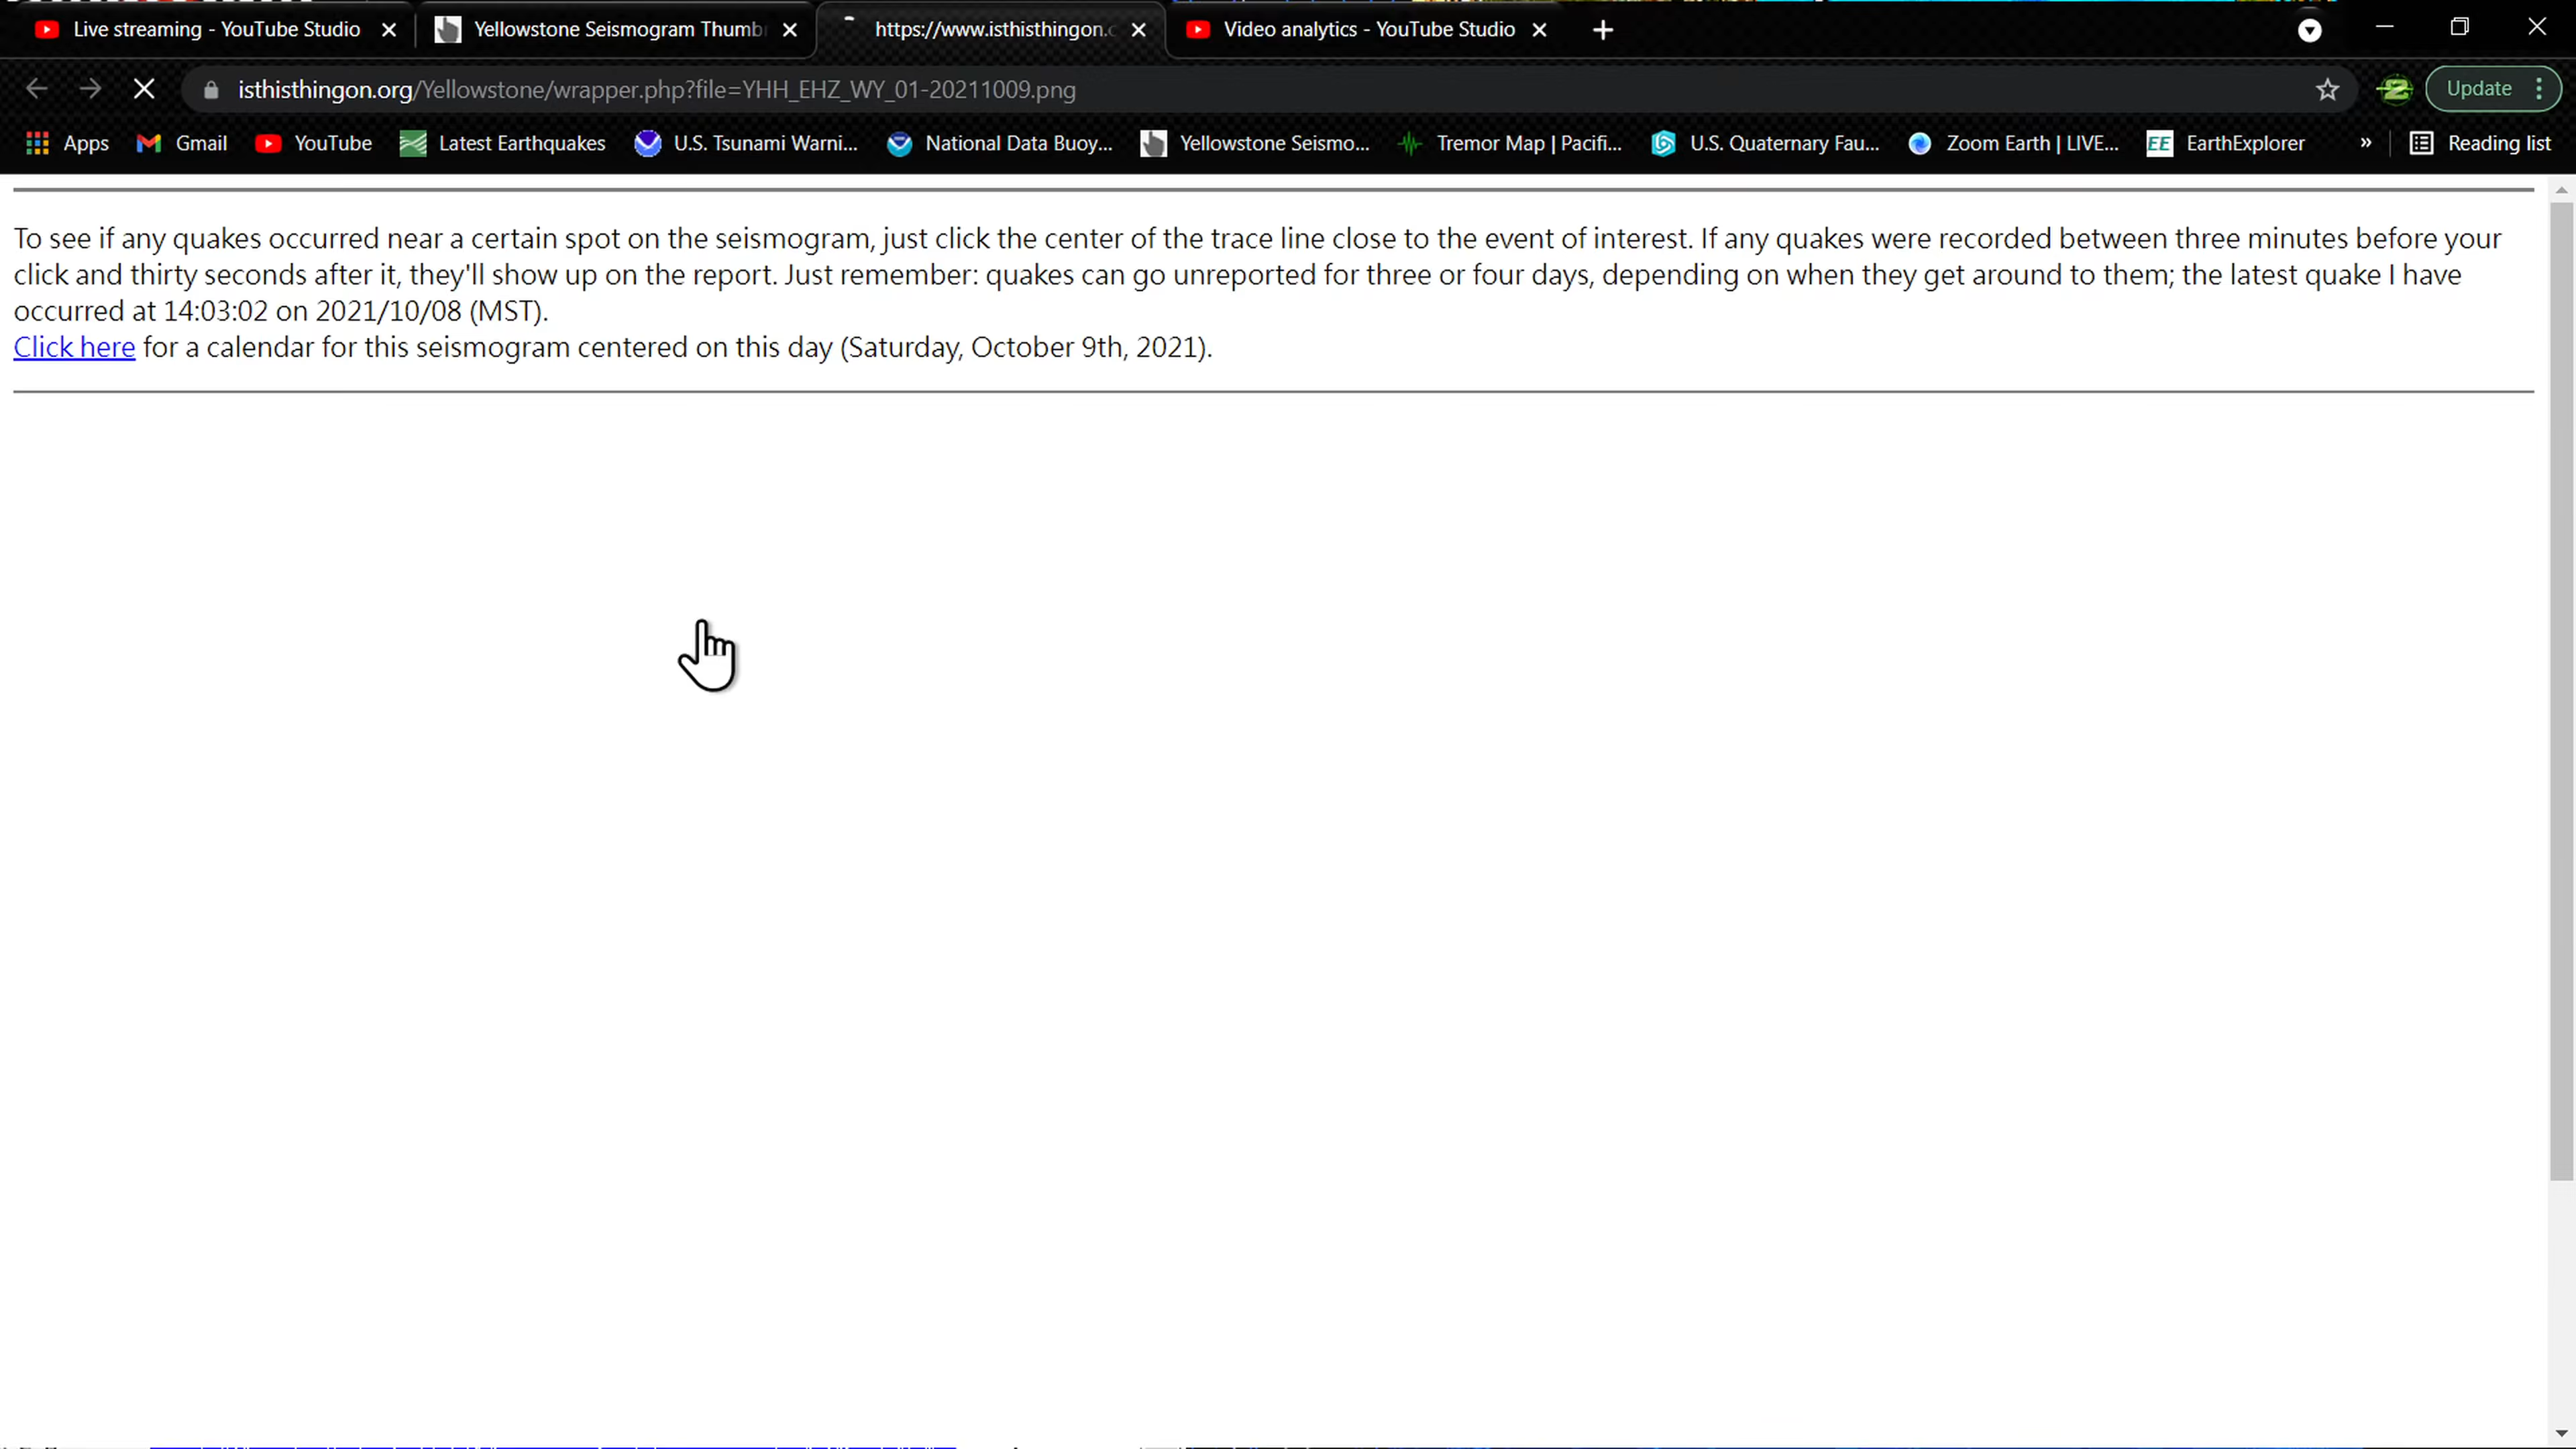 Live streaming - YouTube Studio
Yellowstone Seismogram Thumb
https://www.isthisthingon.
Video analytics - YouTube Studio
isthisthingon.org/Yellowstone/wrapper.php?file=YHH_EHZ_WY_01-20211009.png
Update
Apps Gmail YouTube Latest Earthquakes U.S. Tsunami Warni... National Data Buoy... Yellowstone Seismo... Tremor Map | Pacifi... U.S. Quaternary Fau... Zoom Earth | LIVE... EE EarthExplorer » Reading list
To see if any quakes occurred near a certain spot on the seismogram, just click the center of the trace line close to the event of interest. If any quakes were recorded between three minutes before your
click and thirty seconds after it, they'll show up on the report. Just remember: quakes can go unreported for three or four days, depending on when they get around to them; the latest quake I have
occurred at 14:03:02 on 2021/10/08 (MST).
Click here for a calendar for this seismogram centered on this day (Saturday, October 9th, 2021).